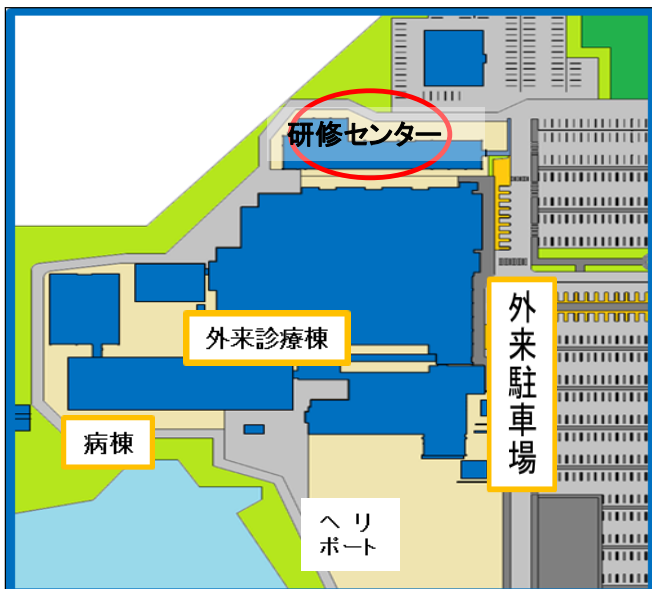 研修センター
外来診療棟
外来駐車場
病棟
ヘリ
ポート